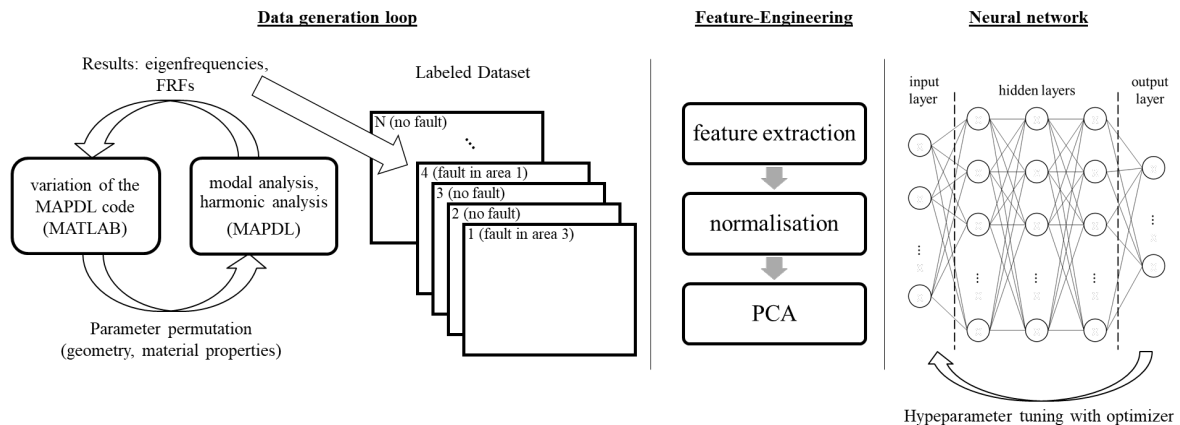 Data generation loop
Results: eigenfrequencies,
FRFs
variation of the
MAPDL code
(MATLAB)
modal analysis,
harmonic analysis
(MAPDL)
Parameter permutation
(geometry, material properties)
Labeled Dataset
N (no fault)
4 (fault in area 1)
3 (no fault)
2 (no fault)
1 (fault in area 3)
Feature-Engineering
feature extraction
normalisation
PCA
Neural network
input
layer
hidden layers
output
layer
Hypeparameter tuning with optimizer